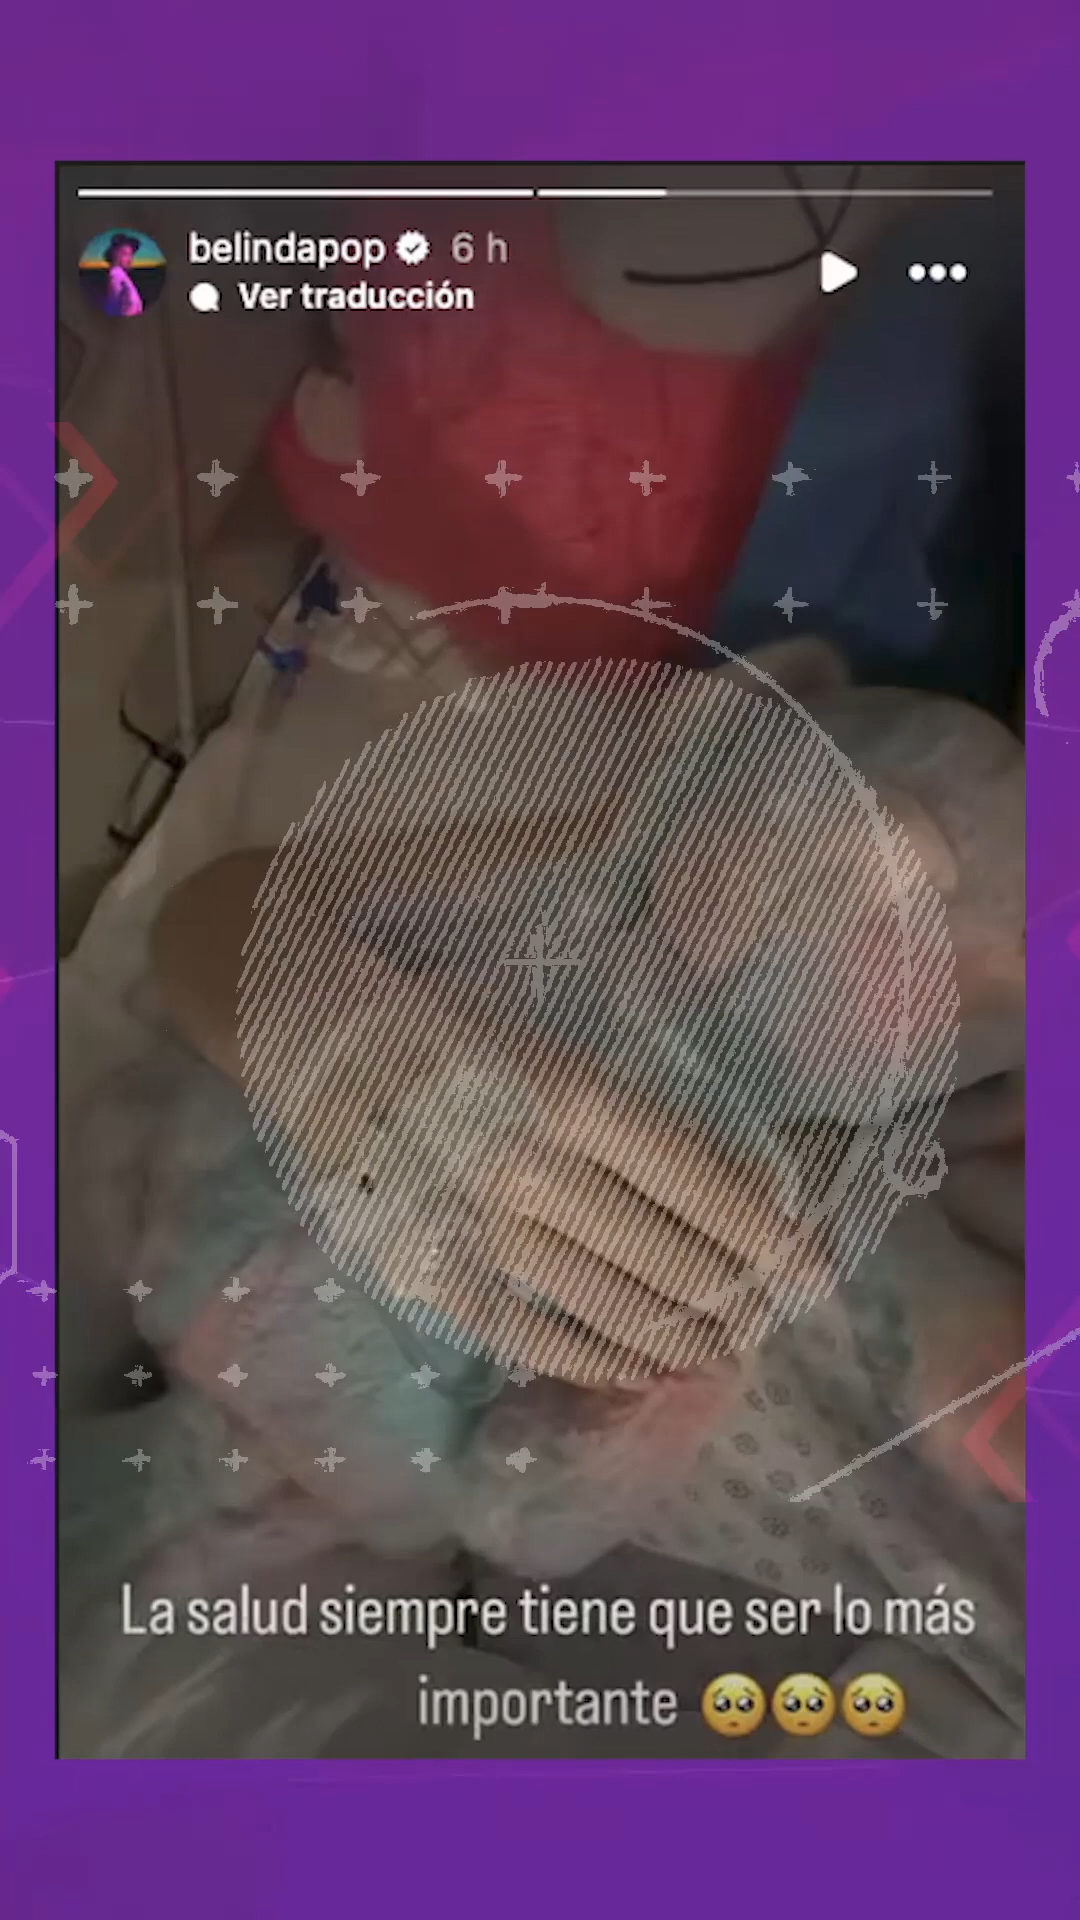 belindapop 6 h
Ver traducción
La salud siempre tiene que ser lo más
importante 🥺🥺🥺